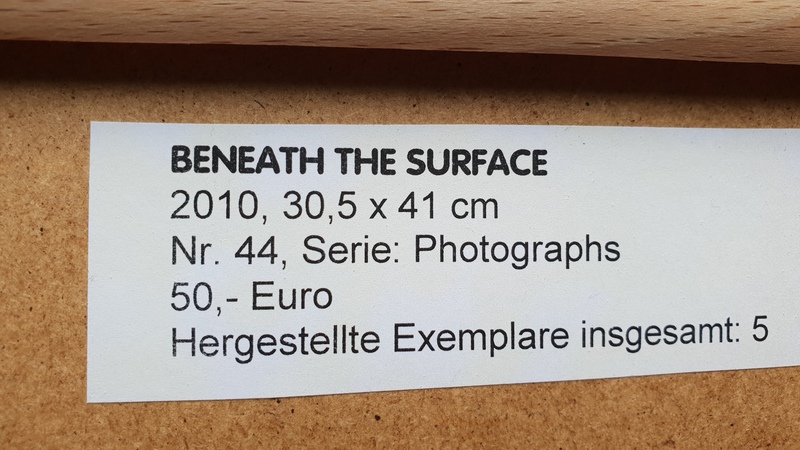 BENEATH THE SURFACE
2010, 30,5 x 41 cm
Nr. 44, Serie: Photographs
50,- Euro
Hergestellte Exemplare insgesamt: 5